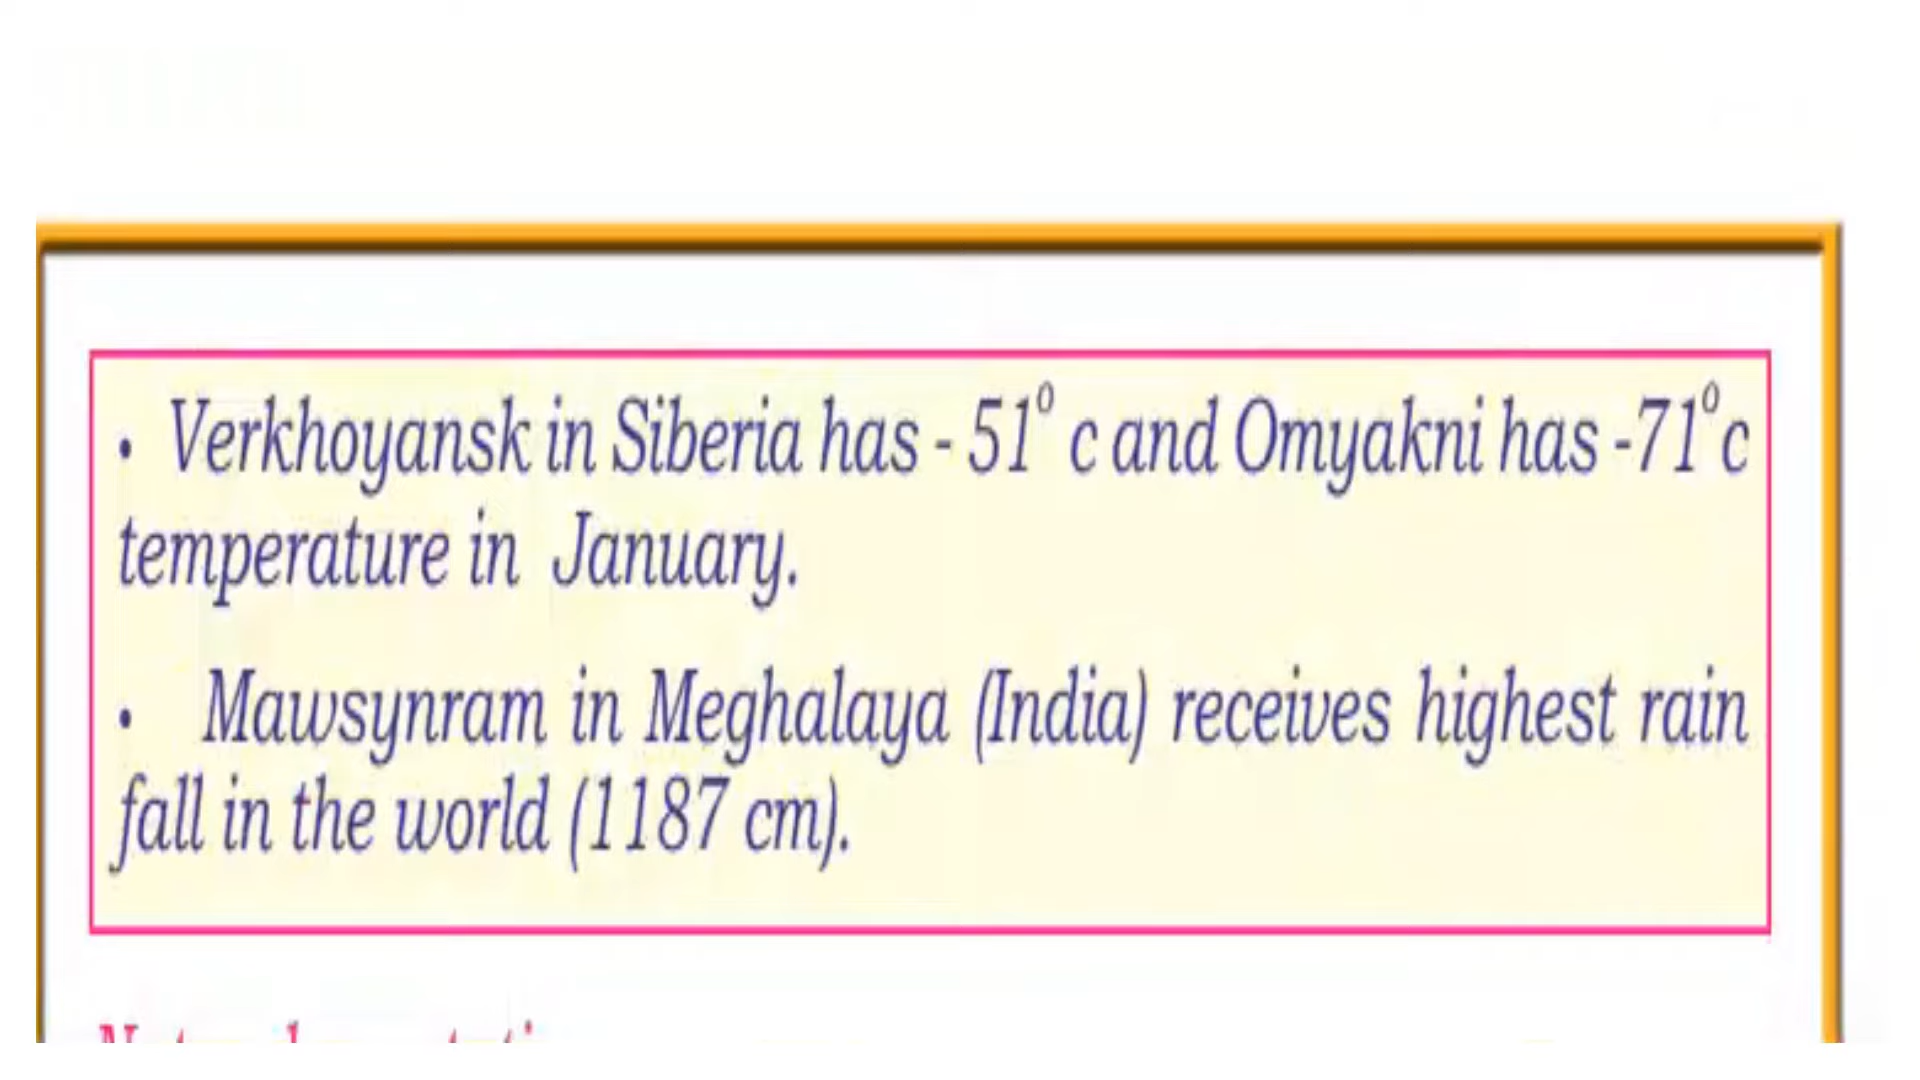 • Verkhoyansk in Siberia has - 51° c and Omyakni has -71°c
temperature in January.
• Mawsynram in Meghalaya (India) receives highest rain
fall in the world (1187 cm).